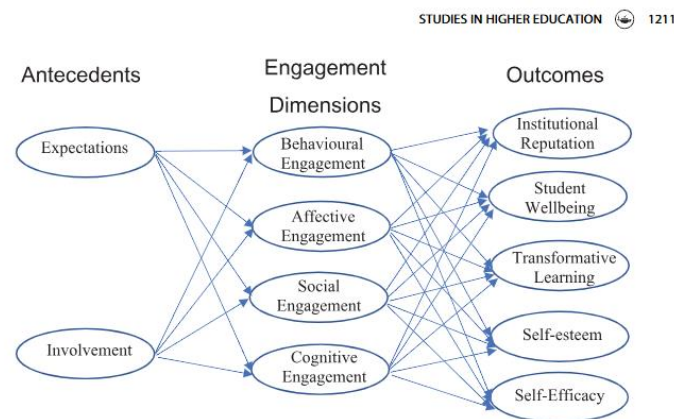 STUDIES IN HIGHER EDUCATION 1211
Antecedents
Engagement
Dimensions
Outcomes
Expectations
Involvement
Behavioural
Engagement
Affective
Engagement
Social
Engagement
Cognitive
Engagement
Institutional
Reputation
Student
Wellbeing
Transformative
Learning
Self-esteem
Self-Efficacy